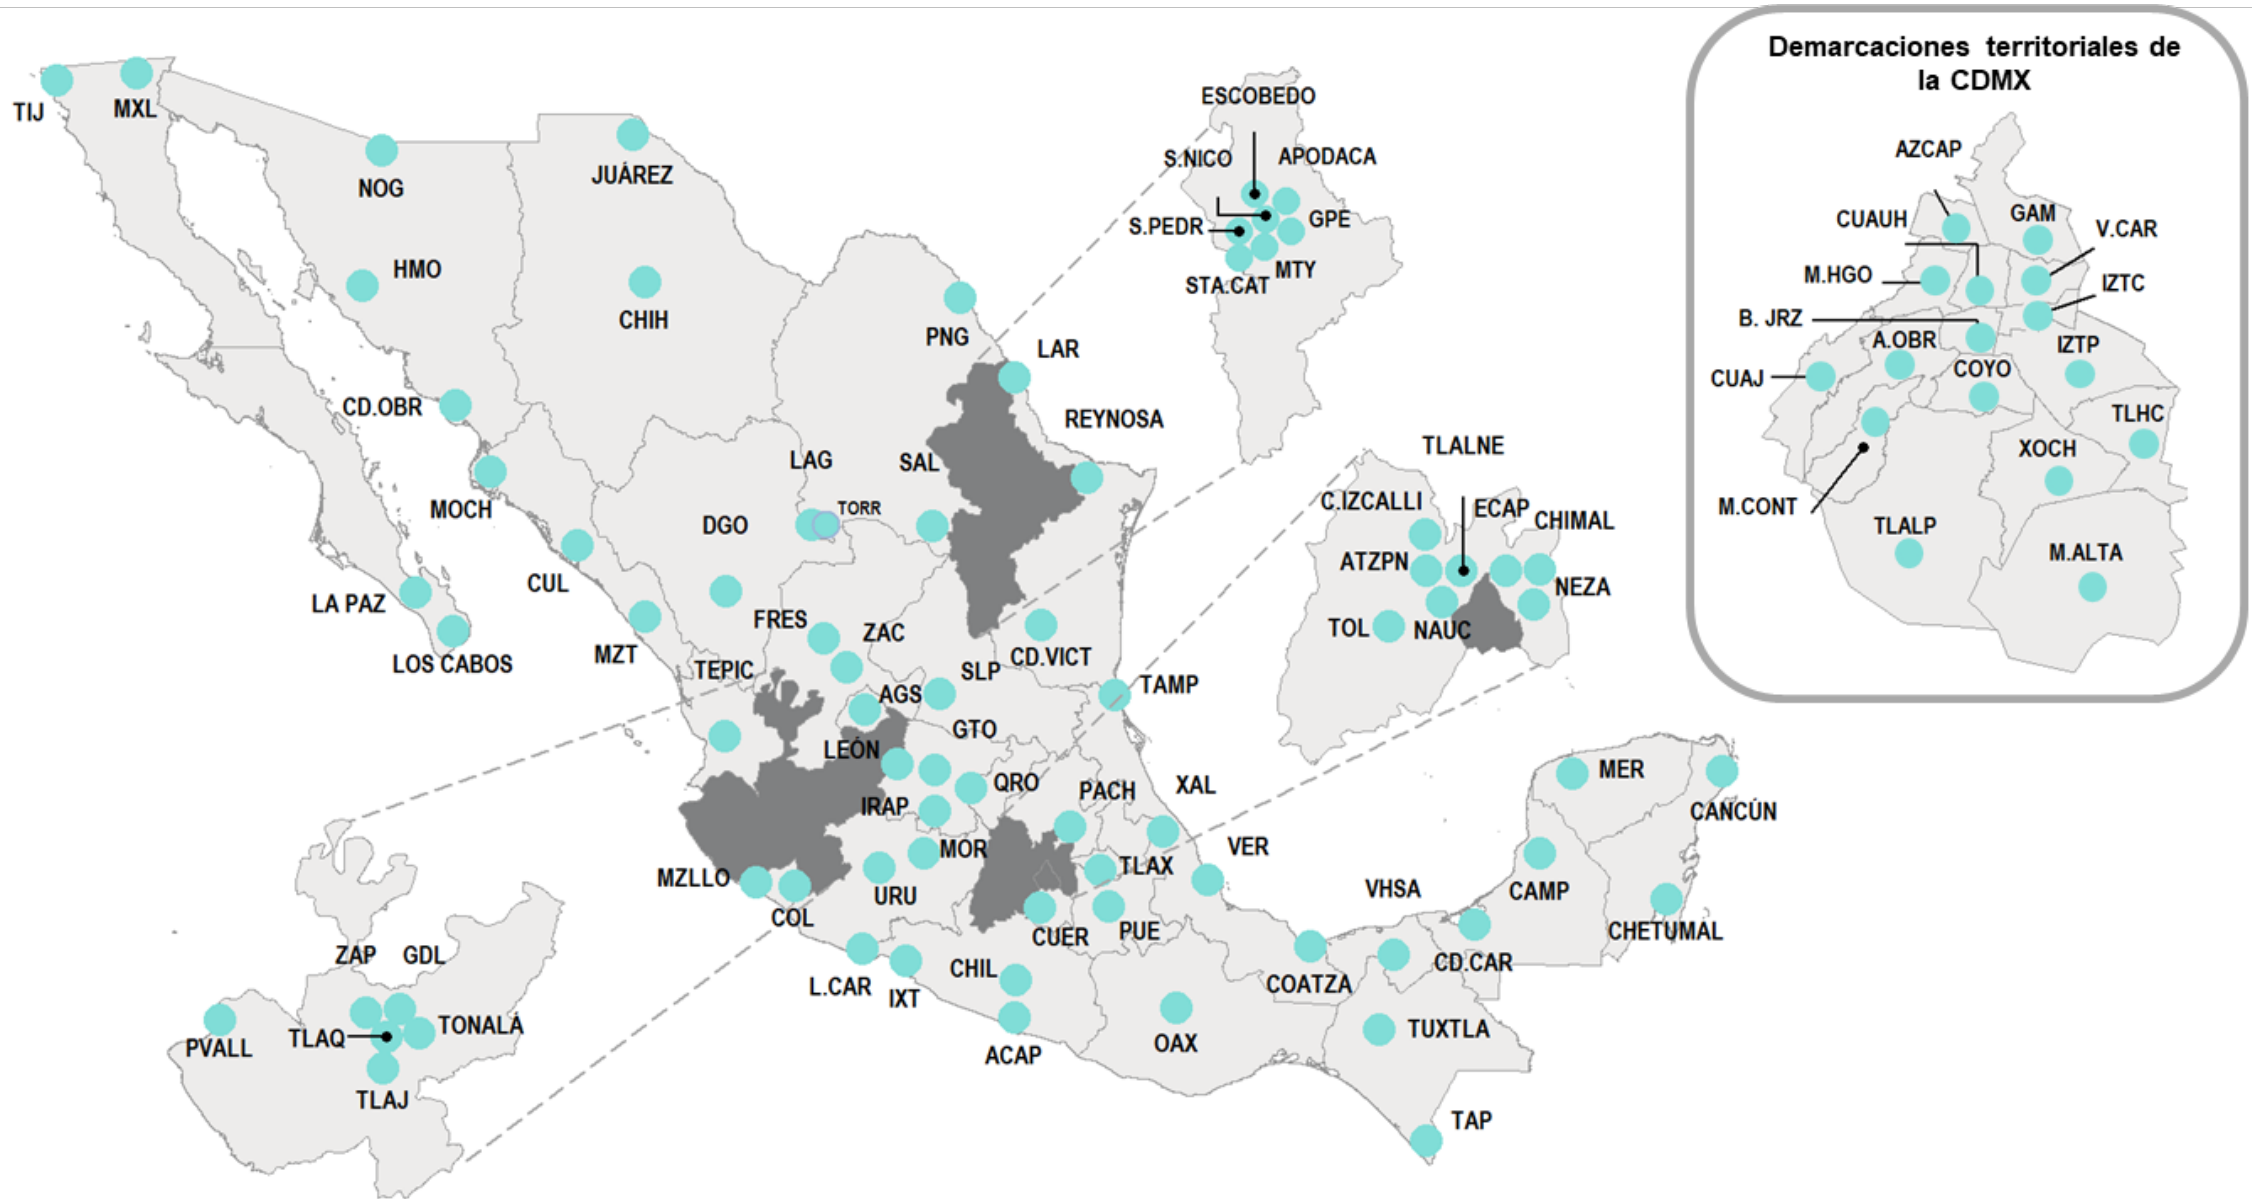 Demarcaciones territoriales de
la CDMX
TIJ
MXL
NOG
JUÁREZ
HMO
CHIH
CD.OBR
MOCH
CUL
LA PAZ
LOS CABOS
MZT
DGO
LAG
TORR
SAL
PNG
LAR
REYNOSA
FRES
ZAC
TEPIC
AGS
SLP
CD.VICT
TAMP
LEÓN
GTO
IRAP
QRO
PACH
XAL
MOR
URU
MZLLO
COL
TLAX
VER
CUER
PUE
L.CAR
IXT
CHIL
ACAP
OAX
COATZA
VHSA
CD.CAR
CAMP
MER
CANCÚN
CHETUMAL
TUXTLA
TAP
ESCOBEDO
S.NICO
APODACA
S.PEDR
GPE
MTY
STA.CAT
TLALNE
C.IZCALLI
ECAP
CHIMAL
ATZPN
NEZA
TOL
NAUC
ZAP
GDL
PVALL
TLAQ
TONALÁ
TLAJ
AZCAP
CUAUH
GAM
V.CAR
M.HGO
IZTC
B. JRZ
A.OBR
IZTP
CUAJ
COYO
TLHC
XOCH
M.CONT
TLALP
M.ALTA